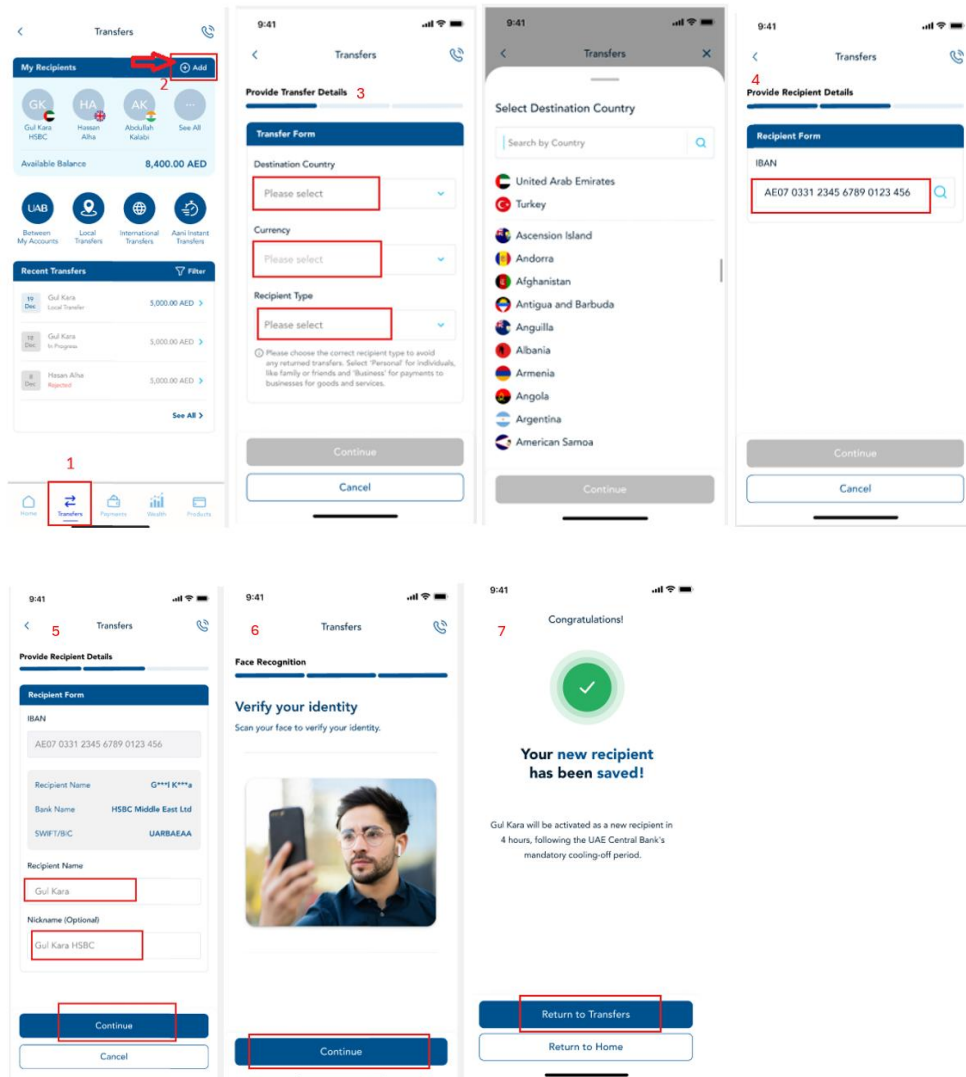 Transfers
My Recipients
Add
2
GK
HA
AK
...
Gul Kara
HSBC
Hassan
Alha
Abdullah
Kalabi
See All
Available Balance
8,400.00 AED
UAB
Between
My Accounts
Local
Transfers
International
Transfers
Aani Instant
Transfers
Recent Transfers
Filter
19
Dec
Gul Kara
Local Transfer
5,000.00 AED
Gul Kara
In Progress
5,000.00 AED
Dec
8
Dec
Hasan Alha
Rejected
5,000.00 AED
See All
1
Home
Transfers
Payments
Wealth
Products
9:41
Transfers
Provide Transfer Details
3
Transfer Form
Destination Country
Please select
Currency
Please select
Recipient Type
Please select
Please choose the correct recipient type to avoid
any returned transfers. Select 'Personal' for individuals,
like family or friends and 'Business' for payments to
businesses for goods and services.
Continue
Cancel
9:41
Transfers
Select Destination Country
Search by Country
United Arab Emirates
Turkey
Ascension Island
Andorra
Afghanistan
Antigua and Barbuda
Anguilla
Albania
Armenia
Angola
Argentina
American Samoa
Continue
9:41
Transfers
4
Provide Recipient Details
Recipient Form
IBAN
AE07 0331 2345 6789 0123 456
Continue
Cancel
9:41
5
Transfers
Provide Recipient Details
Recipient Form
IBAN
AE07 0331 2345 6789 0123 456
Recipient Name
G***l K***a
Bank Name
HSBC Middle East Ltd
SWIFT/BIC
UARBAEAA
Recipient Name
Gul Kara
Nickname (Optional)
Gul Kara HSBC
Continue
Cancel
9:41
6
Transfers
Face Recognition
Verify your identity
Scan your face to verify your identity.
Continue
9:41
7
Congratulations!
Your new recipient
has been saved!
Gul Kara will be activated as a new recipient in
4 hours, following the UAE Central Bank's
mandatory cooling-off period.
Return to Transfers
Return to Home